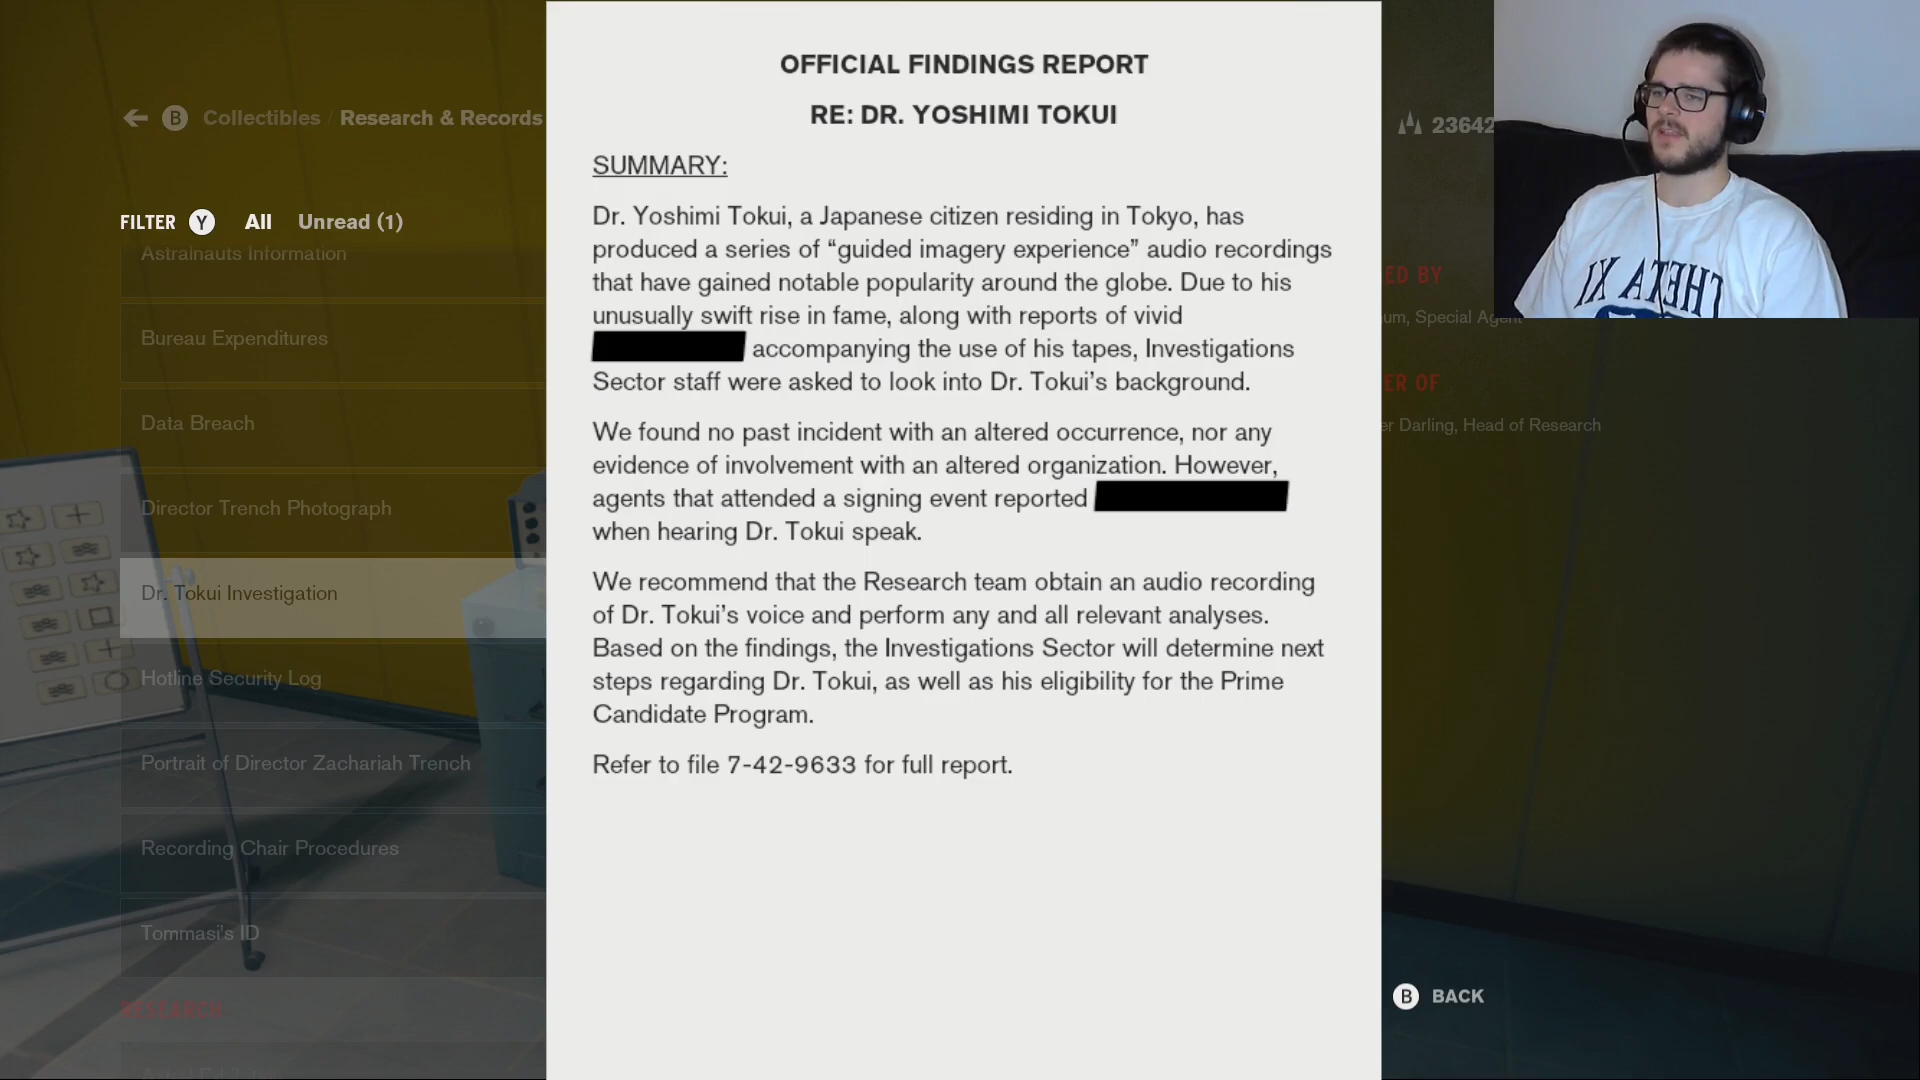 OFFICIAL FINDINGS REPORT
RE: DR. YOSHIMI TOKUI
SUMMARY:
Dr. Yoshimi Tokui, a Japanese citizen residing in Tokyo, has
produced a series of “guided imagery experience” audio recordings
that have gained notable popularity around the globe. Due to his
unusually swift rise in fame, along with reports of vivid
accompanying the use of his tapes, Investigations
Sector staff were asked to look into Dr. Tokui’s background.
We found no past incident with an altered occurrence, nor any
evidence of involvement with an altered organization. However,
agents that attended a signing event reported
when hearing Dr. Tokui speak.
We recommend that the Research team obtain an audio recording
of Dr. Tokui’s voice and perform any and all relevant analyses.
Based on the findings, the Investigations Sector will determine next
steps regarding Dr. Tokui, as well as his eligibility for the Prime
Candidate Program.
Refer to file 7-42-9633 for full report.
B Collectibles / Research & Records
FILTER Y All Unread (1)
Astralnauts Information
Bureau Expenditures
Data Breach
Director Trench Photograph
Dr. Tokui Investigation
Hotline Security Log
Portrait of Director Zachariah Trench
Recording Chair Procedures
Tommasi's ID
RESEARCH
23642
ED BY
um, Special Agent
ER OF
er Darling, Head of Research
THETA XI
B BACK